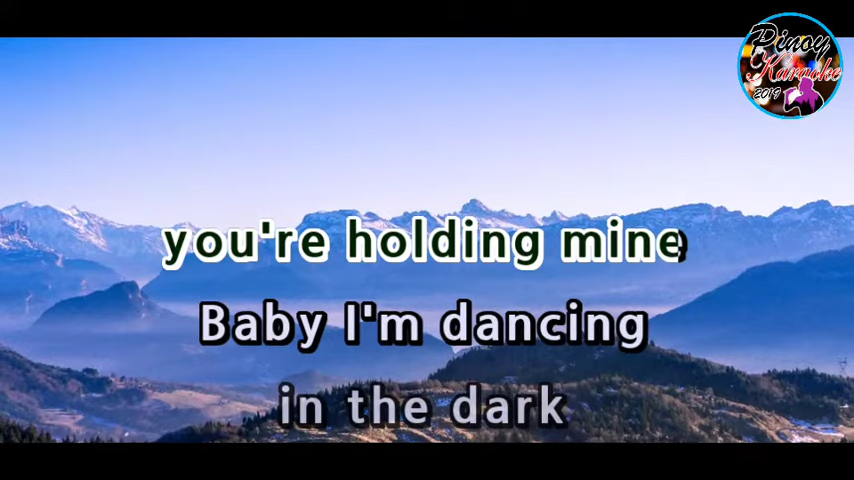 Pinoy
Karaoke
2019
you're holding mine
Baby I'm dancing
in the dark